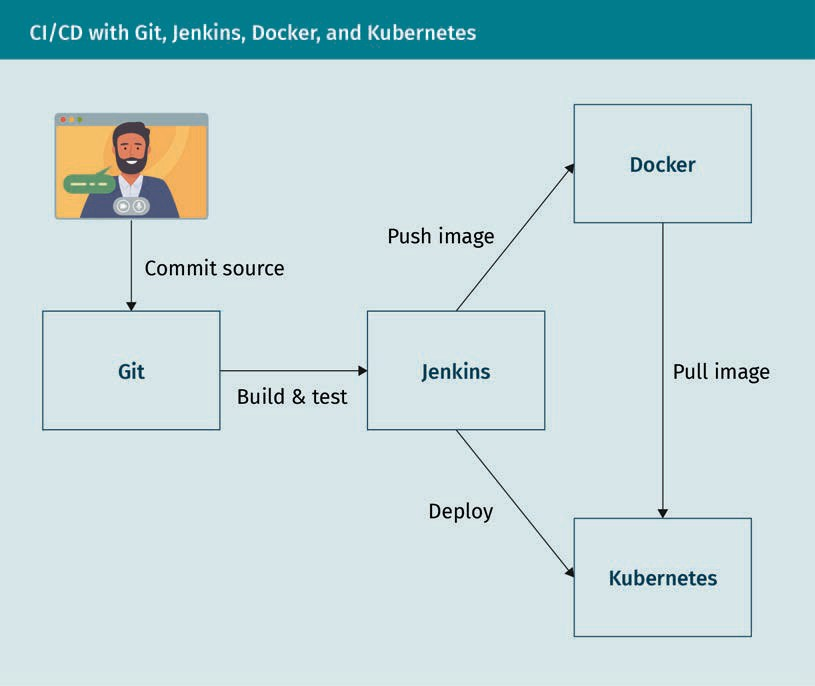 CI/CD with Git, Jenkins, Docker, and Kubernetes
Docker
Push image
Commit source
Git
Jenkins
Pull image
Build & test
Deploy
Kubernetes